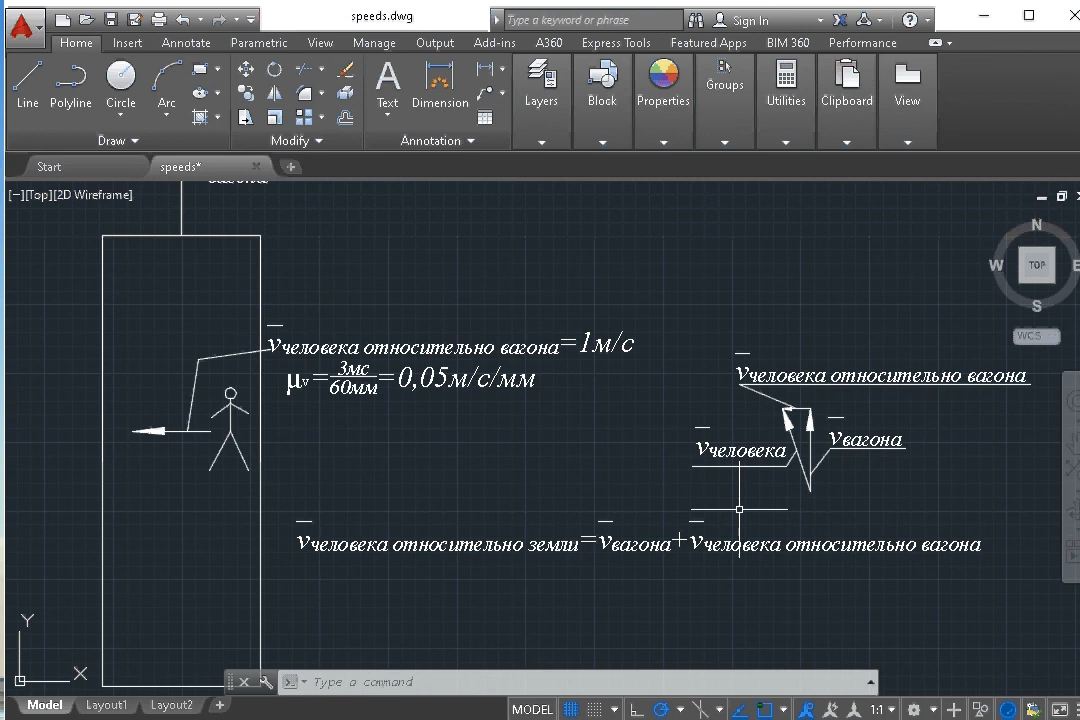 speeds.dwg
Type a keyword or phrase
Sign In
Home Insert Annotate Parametric View Manage Output Add-ins A360 Express Tools Featured Apps BIM 360 Performance
Line Polyline Circle Arc Text Dimension Layers Block Properties Groups Utilities Clipboard View
Draw Modify Annotation
Start speeds*
[−][Top][2D Wireframe]
вагона
N
W TOP E
S
WCS
vчеловека относительно вагона=1м/с
μv=3мс/60мм=0,05м/с/мм
vчеловека относительно вагона
vвагона
vчеловека
vчеловека относительно земли=vвагона+vчеловека относительно вагона
Y
X
Type a command
Model Layout1 Layout2 +
MODEL 1:1